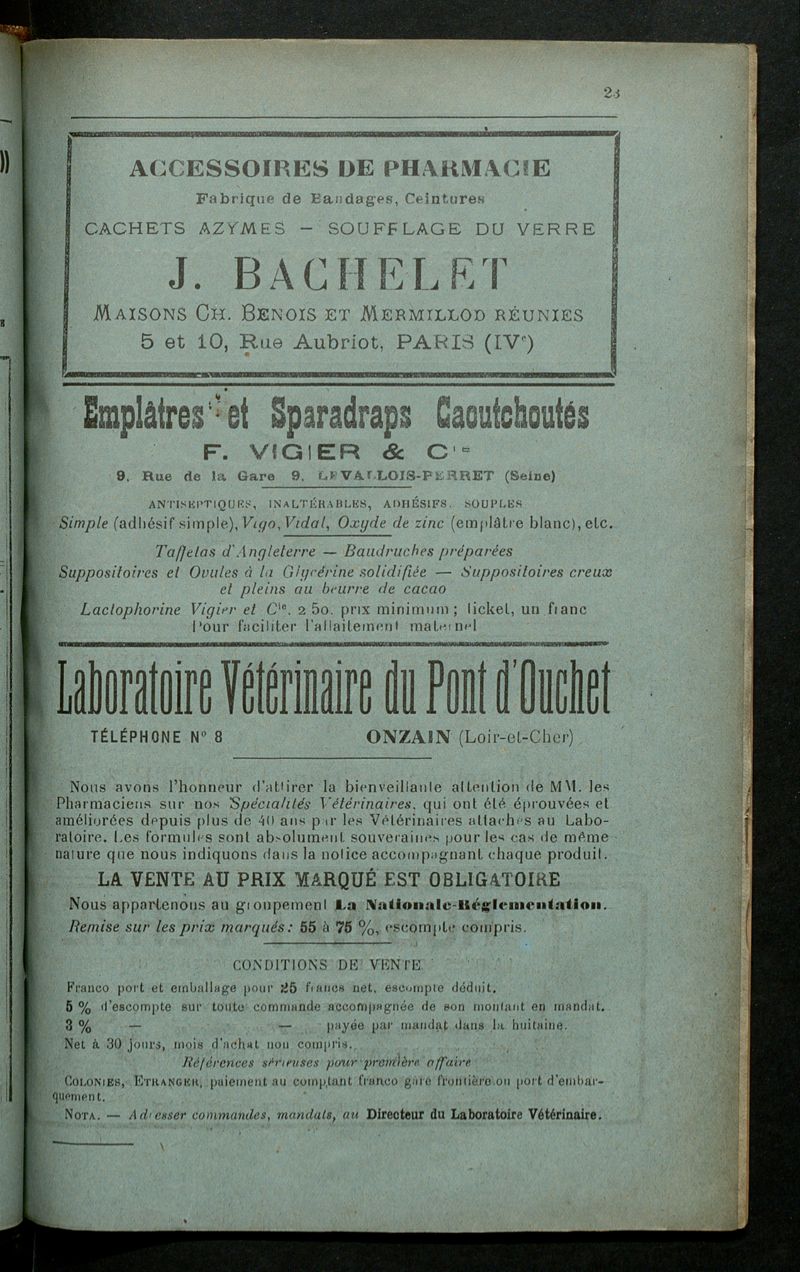 23
ACCESSOIRES DE PHARMACIE
Fabrique de Bandages, Ceintures
CACHETS AZYMES — SOUFFLAGE DU VERRE
J. BACHELET
MAISONS CH. BENOIS ET MERMILLOD RÉUNIES
5 et 10, Rue Aubriot, PARIS (IVe)
Emplâtres et Sparadraps Caoutchoutés
F. VIGIER & Cie
9, Rue de la Gare 9, LEVALLOIS-PERRET (Seine)
ANTISEPTIQUES, INALTÉRABLES, ADHÉSIFS, SOUPLES
Simple (adhésif simple), Vigo, Vidal, Oxyde de zinc (emplâtre blanc), etc.
Taffetas d'Angleterre — Baudruches préparées
Suppositoires et Ovules à la Glycérine solidifiée — Suppositoires creux
et pleins au beurre de cacao
Lactophorine Vigier et Cie. 2 50. prix minimum; ticket, un franc
Pour faciliter l'allaitement maternel
Laboratoire Vétérinaire du Pont d'Ouchet
TÉLÉPHONE N° 8 ONZAIN (Loir-et-Cher)
Nous avons l'honneur d'attirer la bienveillante attention de MM. les
Pharmaciens sur nos Spécialités Vétérinaires, qui ont été éprouvées et
améliorées depuis plus de 40 ans par les Vétérinaires attachés au Labo-
ratoire. Les formules sont absolument souveraines pour les cas de même
nature que nous indiquons dans la notice accompagnant chaque produit.
LA VENTE AU PRIX MARQUÉ EST OBLIGATOIRE
Nous appartenons au groupement La Nationale-Réglementation.
Remise sur les prix marqués: 55 à 75 %, escompte compris.
CONDITIONS DE VENTE
Franco port et emballage pour 25 francs net, escompte déduit.
5 % d'escompte sur toute commande accompagnée de son montant en mandat.
3 % — — payée par mandat dans la huitaine.
Net à 30 jours, mois d'achat non compris.
Références sérieuses pour première affaire
COLONIES, ETRANGER, paiement au comptant franco gare frontière ou port d'embar-
quement.
NOTA. — Adresser commandes, mandats, au Directeur du Laboratoire Vétérinaire.